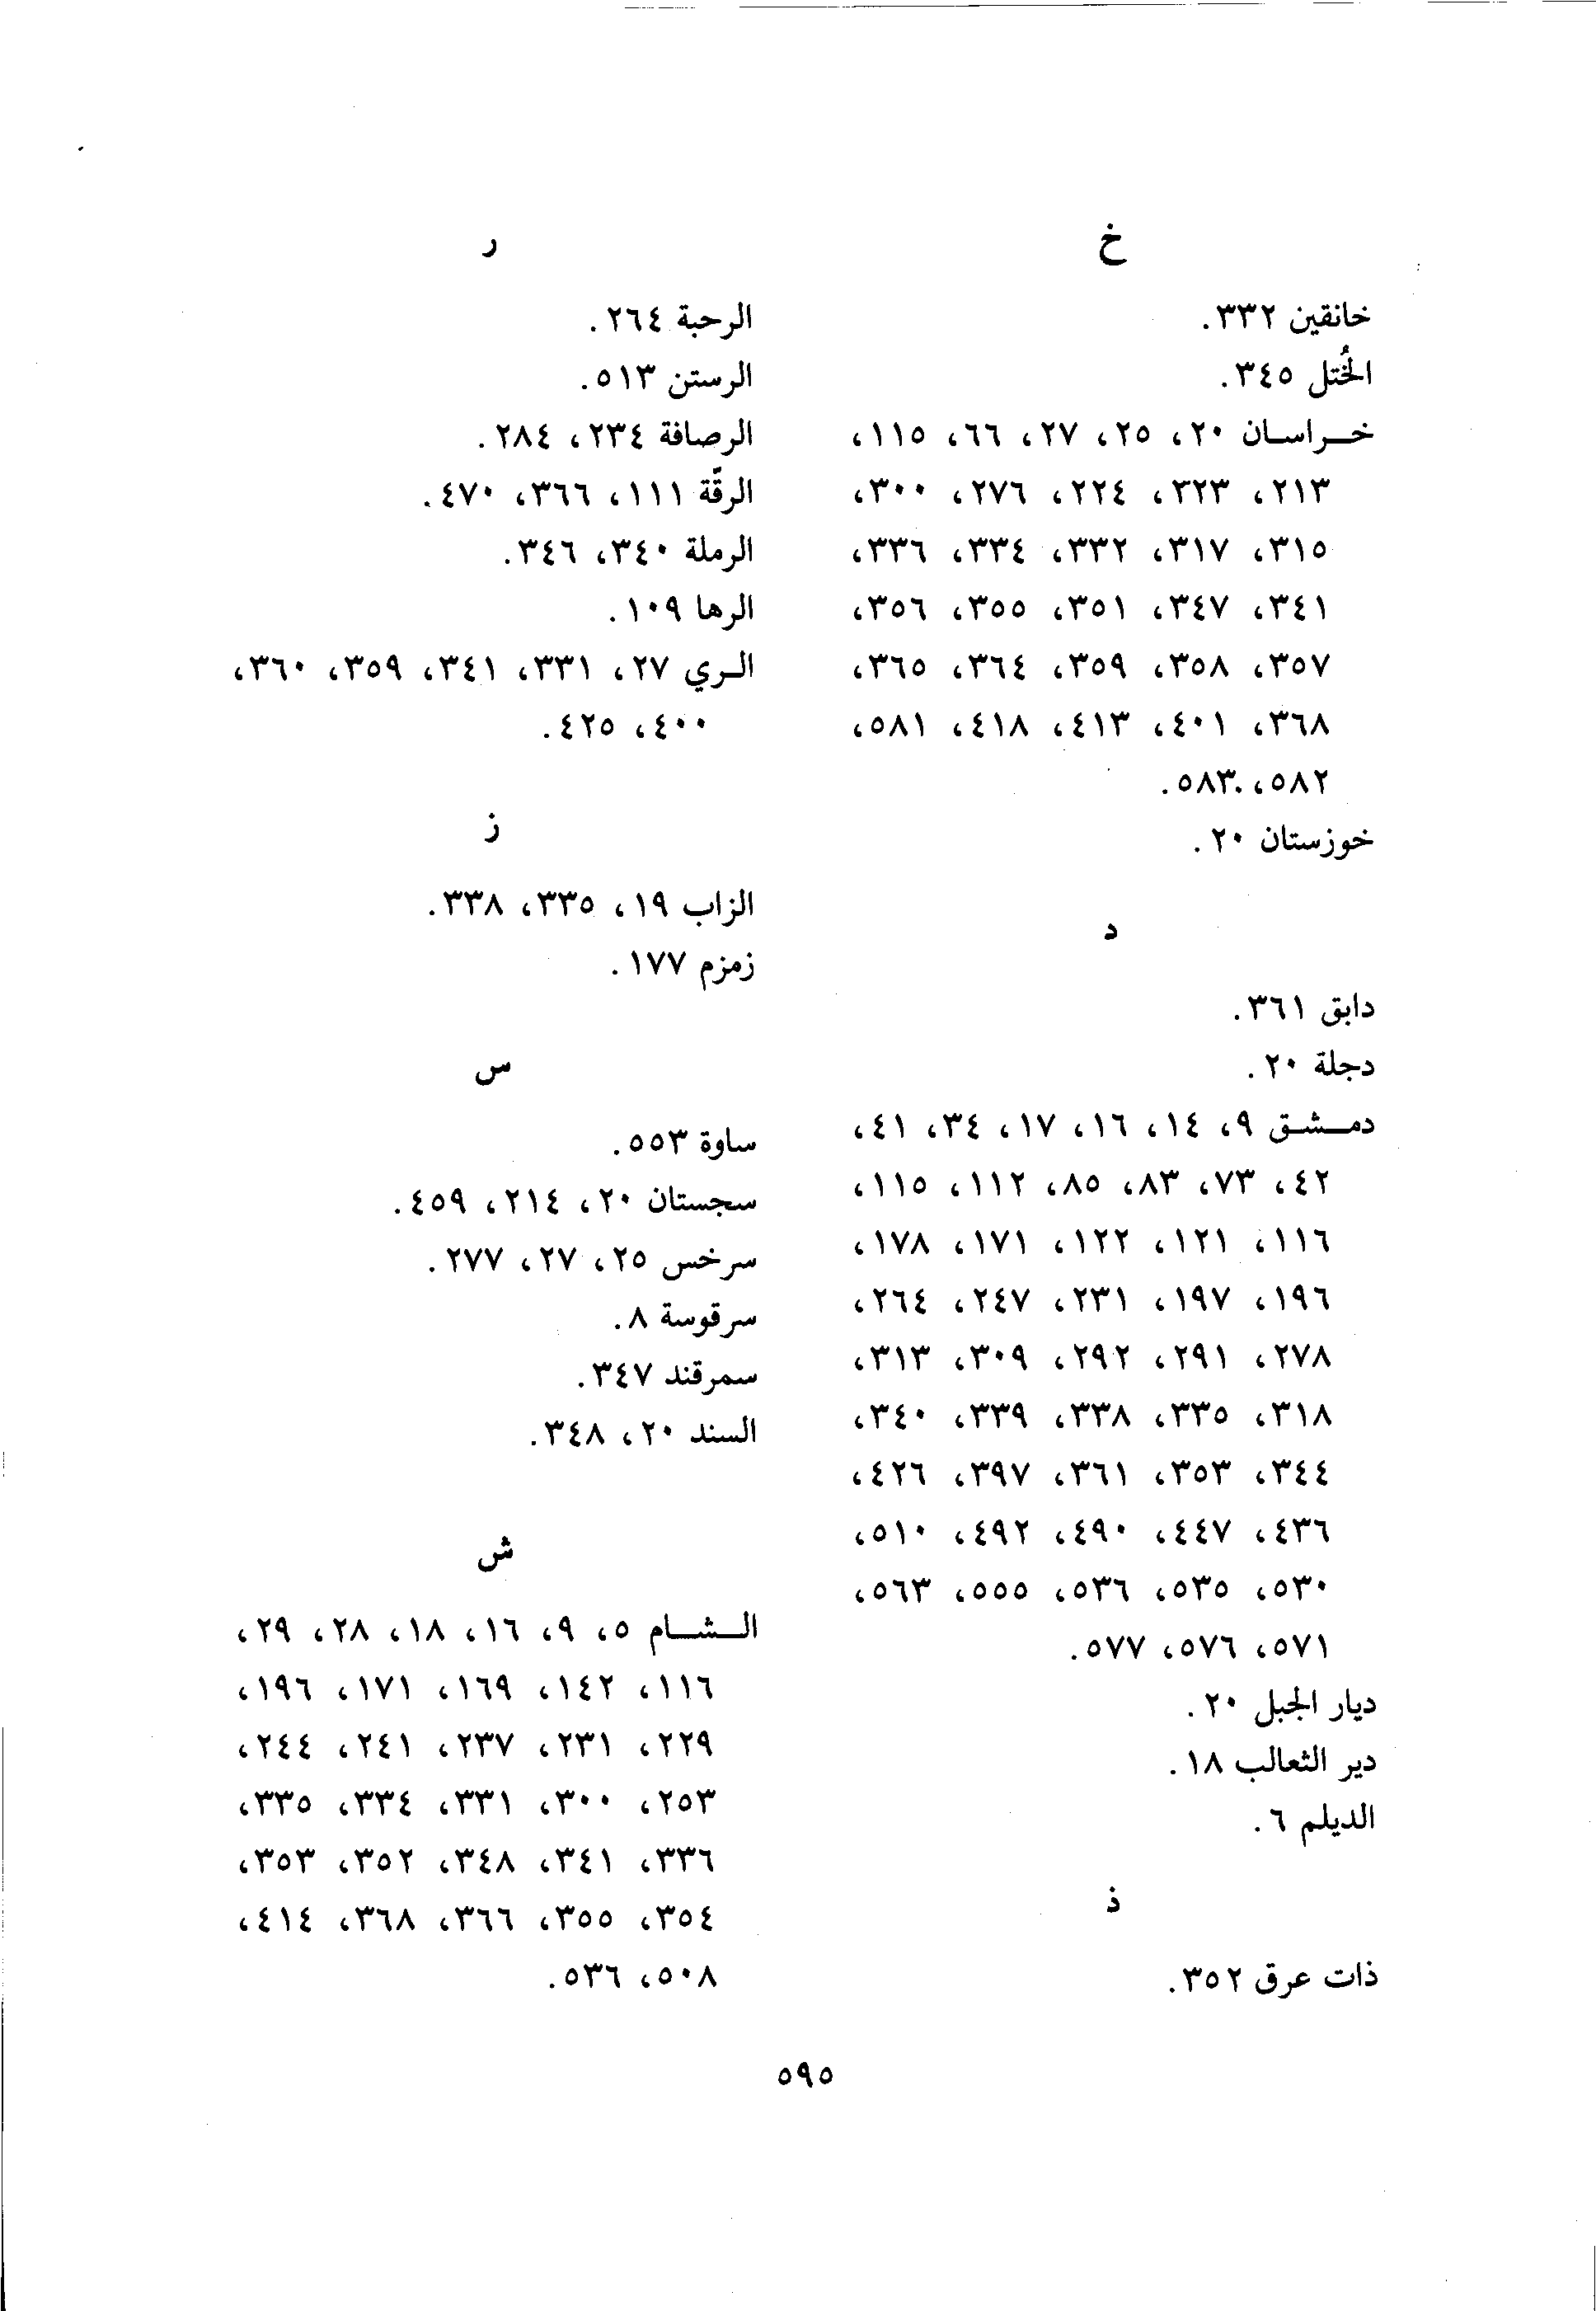 خ
خانقين ٣٣٢.
الخُتل ٣٤٥.
خـراسـان ٢٠، ٢٥، ٢٧، ٦٦، ١١٥،
٢١٣، ٣٢٣، ٢٢٤، ٢٧٦، ٣٠٠،
٣١٥، ٣١٧، ٣٣٢، ٣٣٤، ٣٣٦،
٣٤١، ٣٤٧، ٣٥١، ٣٥٥، ٣٥٦،
٣٥٧، ٣٥٨، ٣٥٩، ٣٦٤، ٣٦٥،
٣٦٨، ٤٠١، ٤١٣، ٤١٨، ٥٨١،
٥٨٢، ٥٨٣.
خوزستان ٢٠.
د
دابق ٣٦١.
دجلة ٢٠.
دمـشـق ٩، ١٤، ١٦، ١٧، ٣٤، ٤١،
٤٢، ٧٣، ٨٣، ٨٥، ١١٢، ١١٥،
١١٦، ١٢١، ١٢٢، ١٧١، ١٧٨،
١٩٦، ١٩٧، ٢٣١، ٢٤٧، ٢٦٤،
٢٧٨، ٢٩١، ٢٩٢، ٣٠٩، ٣١٣،
٣١٨، ٣٣٥، ٣٣٨، ٣٣٩، ٣٤٠،
٣٤٤، ٣٥٣، ٣٦١، ٣٩٧، ٤٢٦،
٤٣٦، ٤٤٧، ٤٩٠، ٤٩٢، ٥١٠،
٥٣٠، ٥٣٥، ٥٣٦، ٥٥٥، ٥٦٣،
٥٧١، ٥٧٦، ٥٧٧.
ديار الجبل ٢٠.
دير الثعالب ١٨.
الديلم ٦.
ذ
ذات عرق ٣٥٢.
ر
الرحبة ٢٦٤.
الرستن ٥١٣.
الرصافة ٢٣٤، ٢٨٤.
الرقّة ١١١، ٣٦٦، ٤٧٠.
الرملة ٣٤٠، ٣٤٦.
الرها ١٠٩.
الـري ٢٧، ٣٣١، ٣٤١، ٣٥٩، ٣٦٠،
٤٠٠، ٤٢٥.
ز
الزاب ١٩، ٣٣٥، ٣٣٨.
زمزم ١٧٧.
س
ساوة ٥٥٣.
سجستان ٢٠، ٢١٤، ٤٥٩.
سرخس ٢٥، ٢٧، ٢٧٧.
سرقوسة ٨.
سمرقند ٣٤٧.
السند ٢٠، ٣٤٨.
ش
الـشـام ٥، ٩، ١٦، ١٨، ٢٨، ٢٩،
١١٦، ١٤٢، ١٦٩، ١٧١، ١٩٦،
٢٢٩، ٢٣١، ٢٣٧، ٢٤١، ٢٤٤،
٢٥٣، ٣٠٠، ٣٣١، ٣٣٤، ٣٣٥،
٣٣٦، ٣٤١، ٣٤٨، ٣٥٢، ٣٥٣،
٣٥٤، ٣٥٥، ٣٦٦، ٣٦٨، ٤١٤،
٥٠٨، ٥٣٦.
٥٩٥